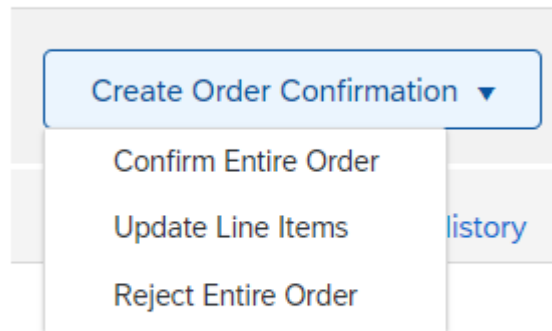 Create Order Confirmation ▼
Confirm Entire Order
Update Line Items
Reject Entire Order